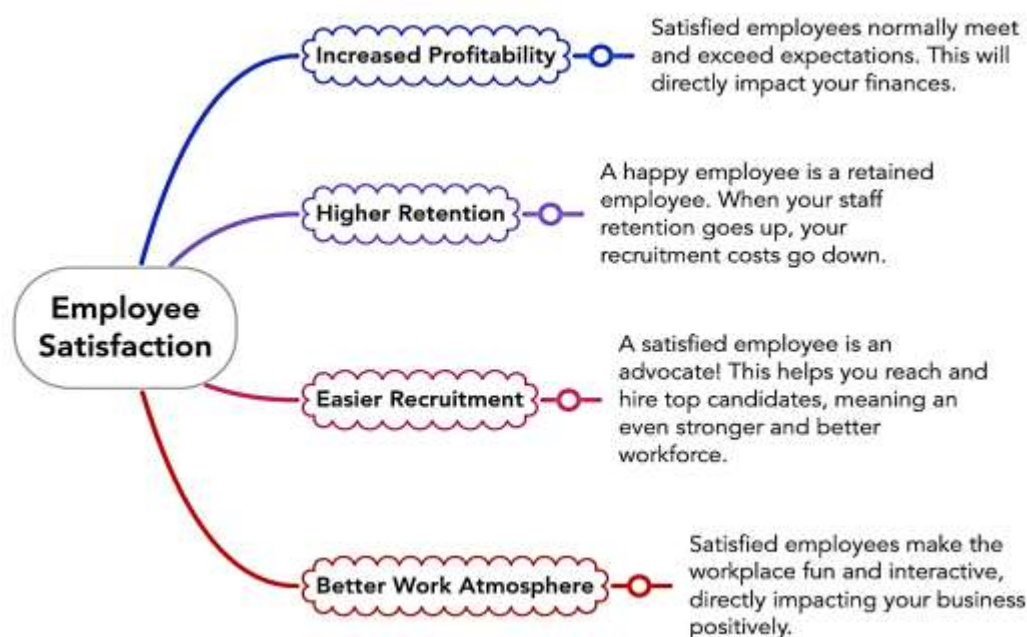 Increased Profitability
Satisfied employees normally meet
and exceed expectations. This will
directly impact your finances.
Higher Retention
A happy employee is a retained
employee. When your staff
retention goes up, your
recruitment costs go down.
Employee
Satisfaction
Easier Recruitment
A satisfied employee is an
advocate! This helps you reach and
hire top candidates, meaning an
even stronger and better
workforce.
Better Work Atmosphere
Satisfied employees make the
workplace fun and interactive,
directly impacting your business
positively.